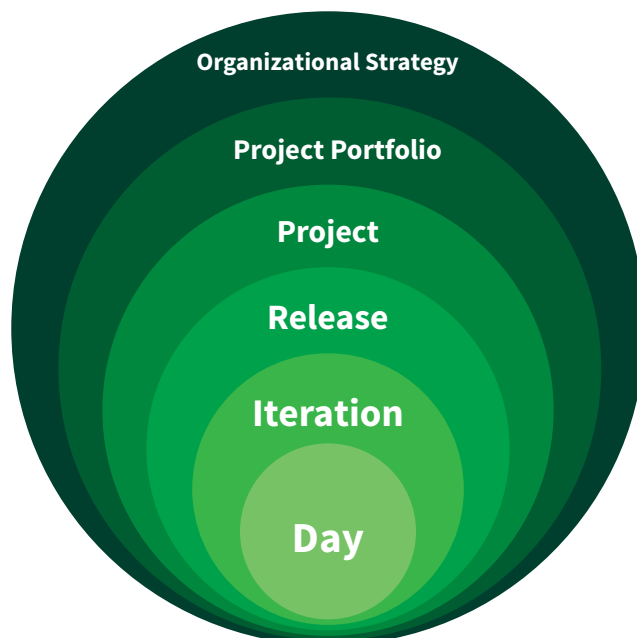 Organizational Strategy
Project Portfolio
Project
Release
Iteration
Day